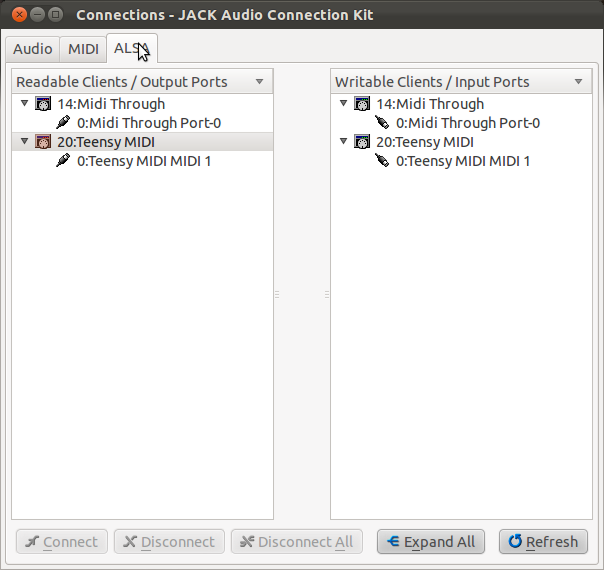 Connections - JACK Audio Connection Kit
Audio MIDI ALSA
Readable Clients / Output Ports
14:Midi Through
0:Midi Through Port-0
20:Teensy MIDI
0:Teensy MIDI MIDI 1
Writable Clients / Input Ports
14:Midi Through
0:Midi Through Port-0
20:Teensy MIDI
0:Teensy MIDI MIDI 1
Connect Disconnect Disconnect All Expand All Refresh